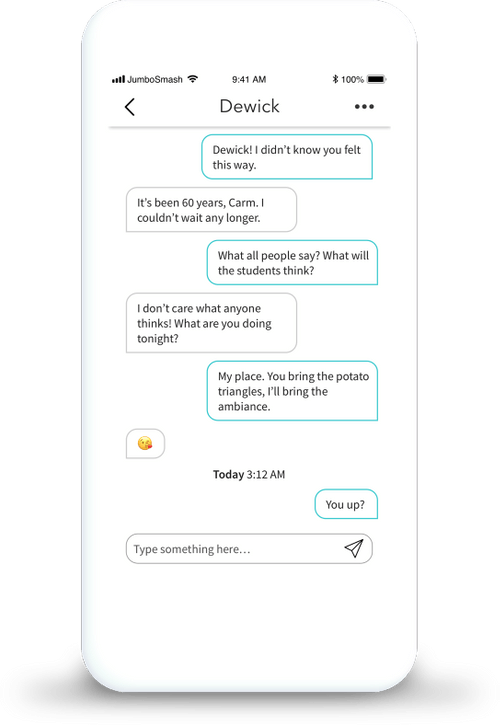 JumboSmash 9:41 AM 100%
Dewick
Dewick! I didn't know you felt
this way.
It's been 60 years, Carm. I
couldn't wait any longer.
What all people say? What will
the students think?
I don't care what anyone
thinks! What are you doing
tonight?
My place. You bring the potato
triangles, I'll bring the
ambiance.
Today 3:12 AM
You up?
Type something here...